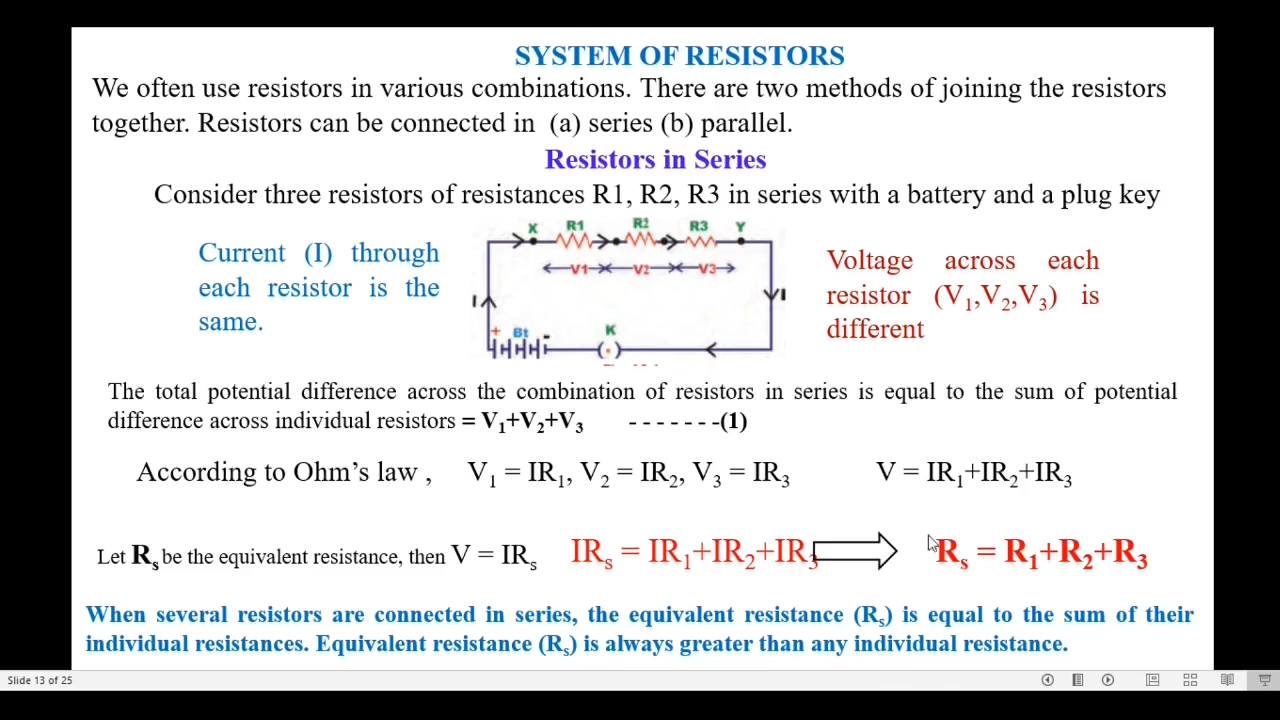 SYSTEM OF RESISTORS
We often use resistors in various combinations. There are two methods of joining the resistors
together. Resistors can be connected in (a) series (b) parallel.
Resistors in Series
Consider three resistors of resistances R1, R2, R3 in series with a battery and a plug key
Current (I) through
each resistor is the
same.
X R1 R2 R3 Y
V1 V2 V3
I I
+ Bt - K
Voltage across each
resistor (V₁,V₂,V₃) is
different
The total potential difference across the combination of resistors in series is equal to the sum of potential
difference across individual resistors = V₁+V₂+V₃ - - - - - - -(1)
According to Ohm's law , V₁ = IR₁, V₂ = IR₂, V₃ = IR₃ V = IR₁+IR₂+IR₃
Let Rₛ be the equivalent resistance, then V = IRₛ IRₛ = IR₁+IR₂+IR₃ Rₛ = R₁+R₂+R₃
When several resistors are connected in series, the equivalent resistance (Rₛ) is equal to the sum of their
individual resistances. Equivalent resistance (Rₛ) is always greater than any individual resistance.
Slide 13 of 25